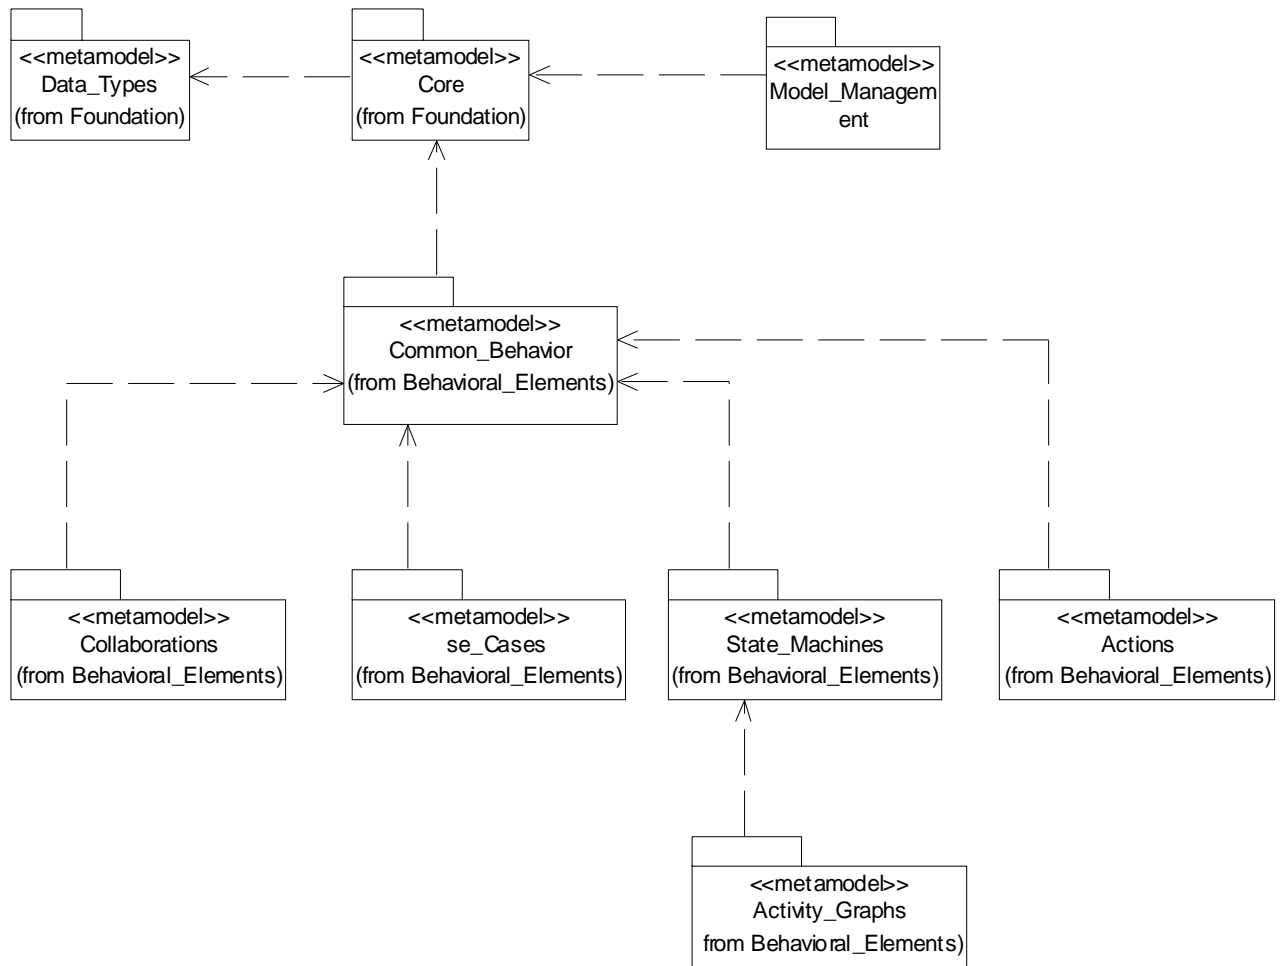 <<metamodel>>
Data_Types
(from Foundation)
<<metamodel>>
Core
(from Foundation)
<<metamodel>>
Model_Managem
ent
<<metamodel>>
Common_Behavior
(from Behavioral_Elements)
<<metamodel>>
Collaborations
(from Behavioral_Elements)
<<metamodel>>
se_Cases
(from Behavioral_Elements)
<<metamodel>>
State_Machines
(from Behavioral_Elements)
<<metamodel>>
Actions
(from Behavioral_Elements)
<<metamodel>>
Activity_Graphs
from Behavioral_Elements)